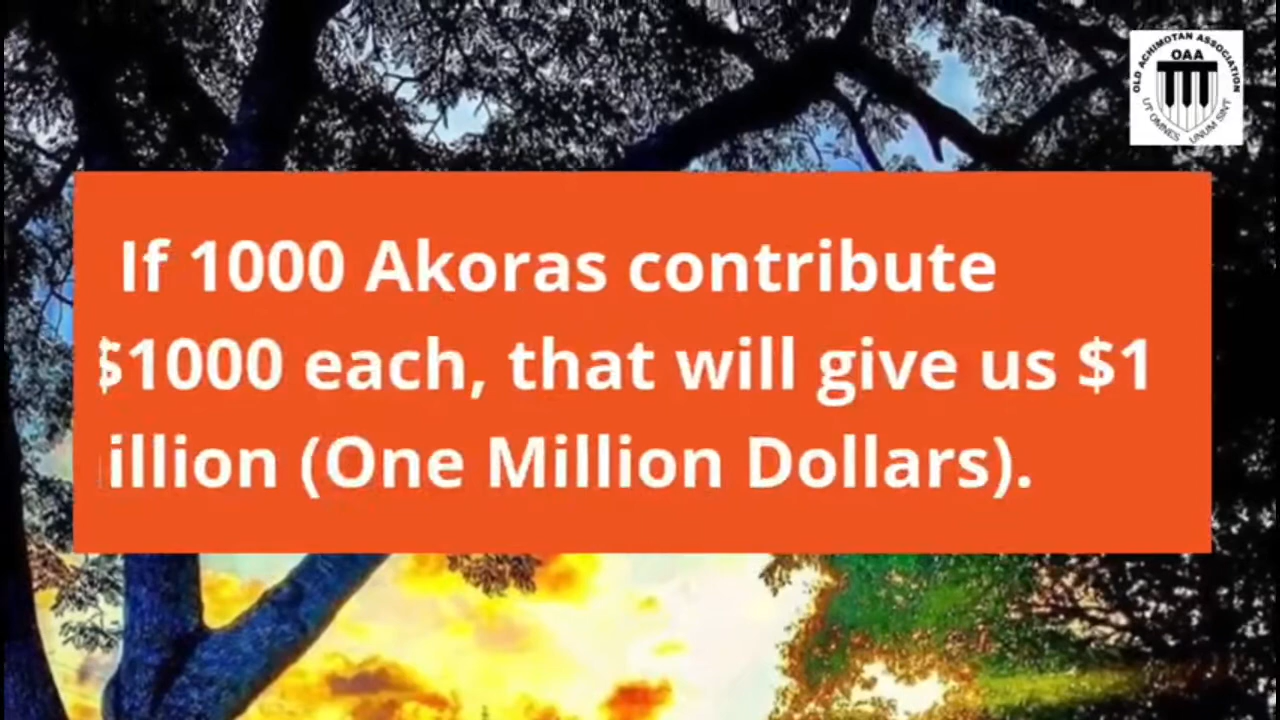 OLD ACHIMOTAN ASSOCIATION
OAA
UT OMNES UNUM SINT
If 1000 Akoras contribute
$1000 each, that will give us $1
illion (One Million Dollars).